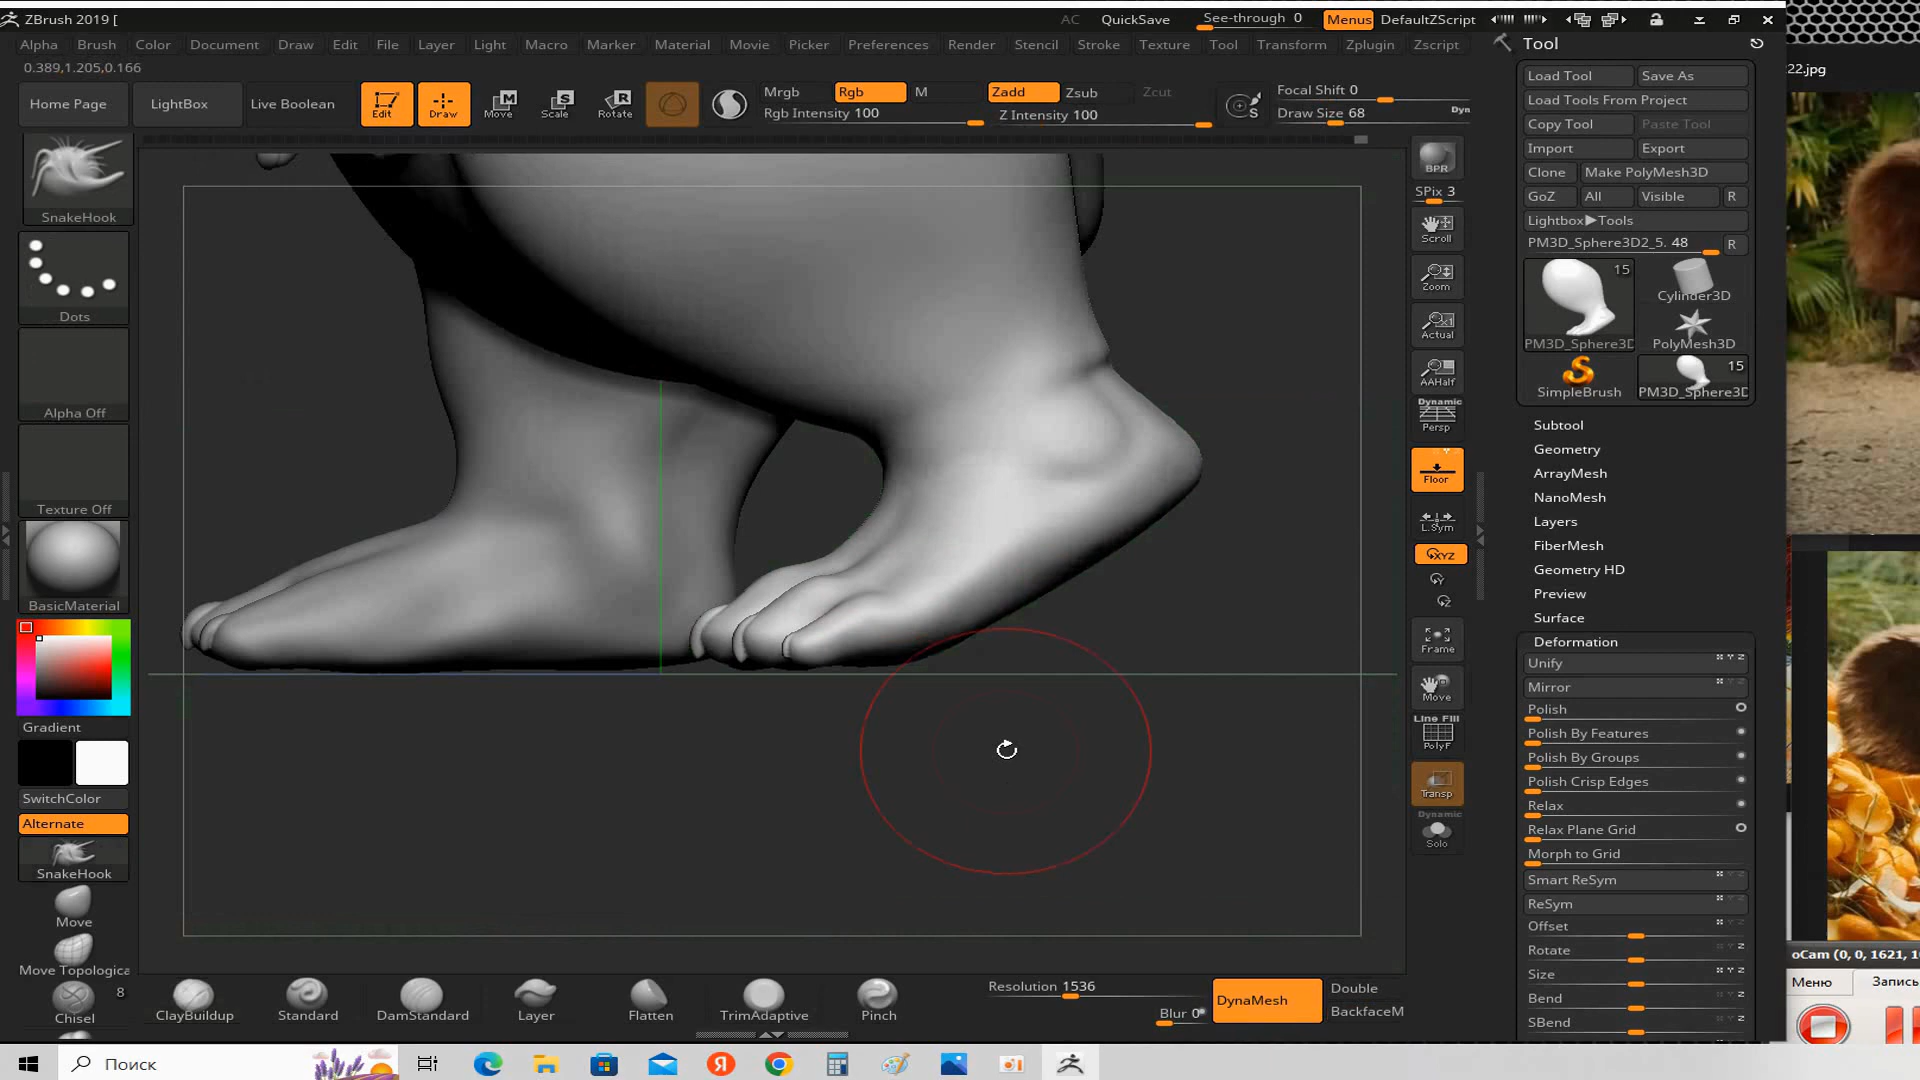 ZBrush 2019 [
AC QuickSave See-through 0 Menus DefaultZScript
Alpha Brush Color Document Draw Edit File Layer Light Macro Marker Material Movie Picker Preferences Render Stencil Stroke Texture Tool Transform Zplugin Zscript
Tool
0.389,1.205,0.166
22.jpg
Home Page LightBox Live Boolean Edit Draw Move Scale Rotate
Mrgb Rgb M
Rgb Intensity 100
Zadd Zsub Zcut
Z Intensity 100
Focal Shift 0
Draw Size 68
Dyn
SnakeHook
Dots
Alpha Off
Texture Off
BasicMaterial
Gradient
SwitchColor
Alternate
SnakeHook
Move
Move Topologica
8
Chisel
BPR
SPix 3
Scroll
Zoom
Actual
AAHalf
Dynamic
Persp
Floor
L.Sym
XYZ
Y
Z
Frame
Move
Line Fill
PolyF
Transp
Dynamic
Solo
Load Tool Save As
Load Tools From Project
Copy Tool Paste Tool
Import Export
Clone Make PolyMesh3D
GoZ All Visible R
Lightbox▶Tools
PM3D_Sphere3D2_5. 48 R
15
Cylinder3D
PM3D_Sphere3D PolyMesh3D
15
SimpleBrush PM3D_Sphere3D
Subtool
Geometry
ArrayMesh
NanoMesh
Layers
FiberMesh
Geometry HD
Preview
Surface
Deformation
Unify
Mirror
Polish
Polish By Features
Polish By Groups
Polish Crisp Edges
Relax
Relax Plane Grid
Morph to Grid
Smart ReSym
ReSym
Offset
Rotate
Size
Bend
SBend
ClayBuildup Standard DamStandard Layer Flatten TrimAdaptive Pinch
Resolution 1536
Blur 0
DynaMesh
Double
BackfaceM
oCam (0, 0, 1621, 1
Меню Запись
Поиск